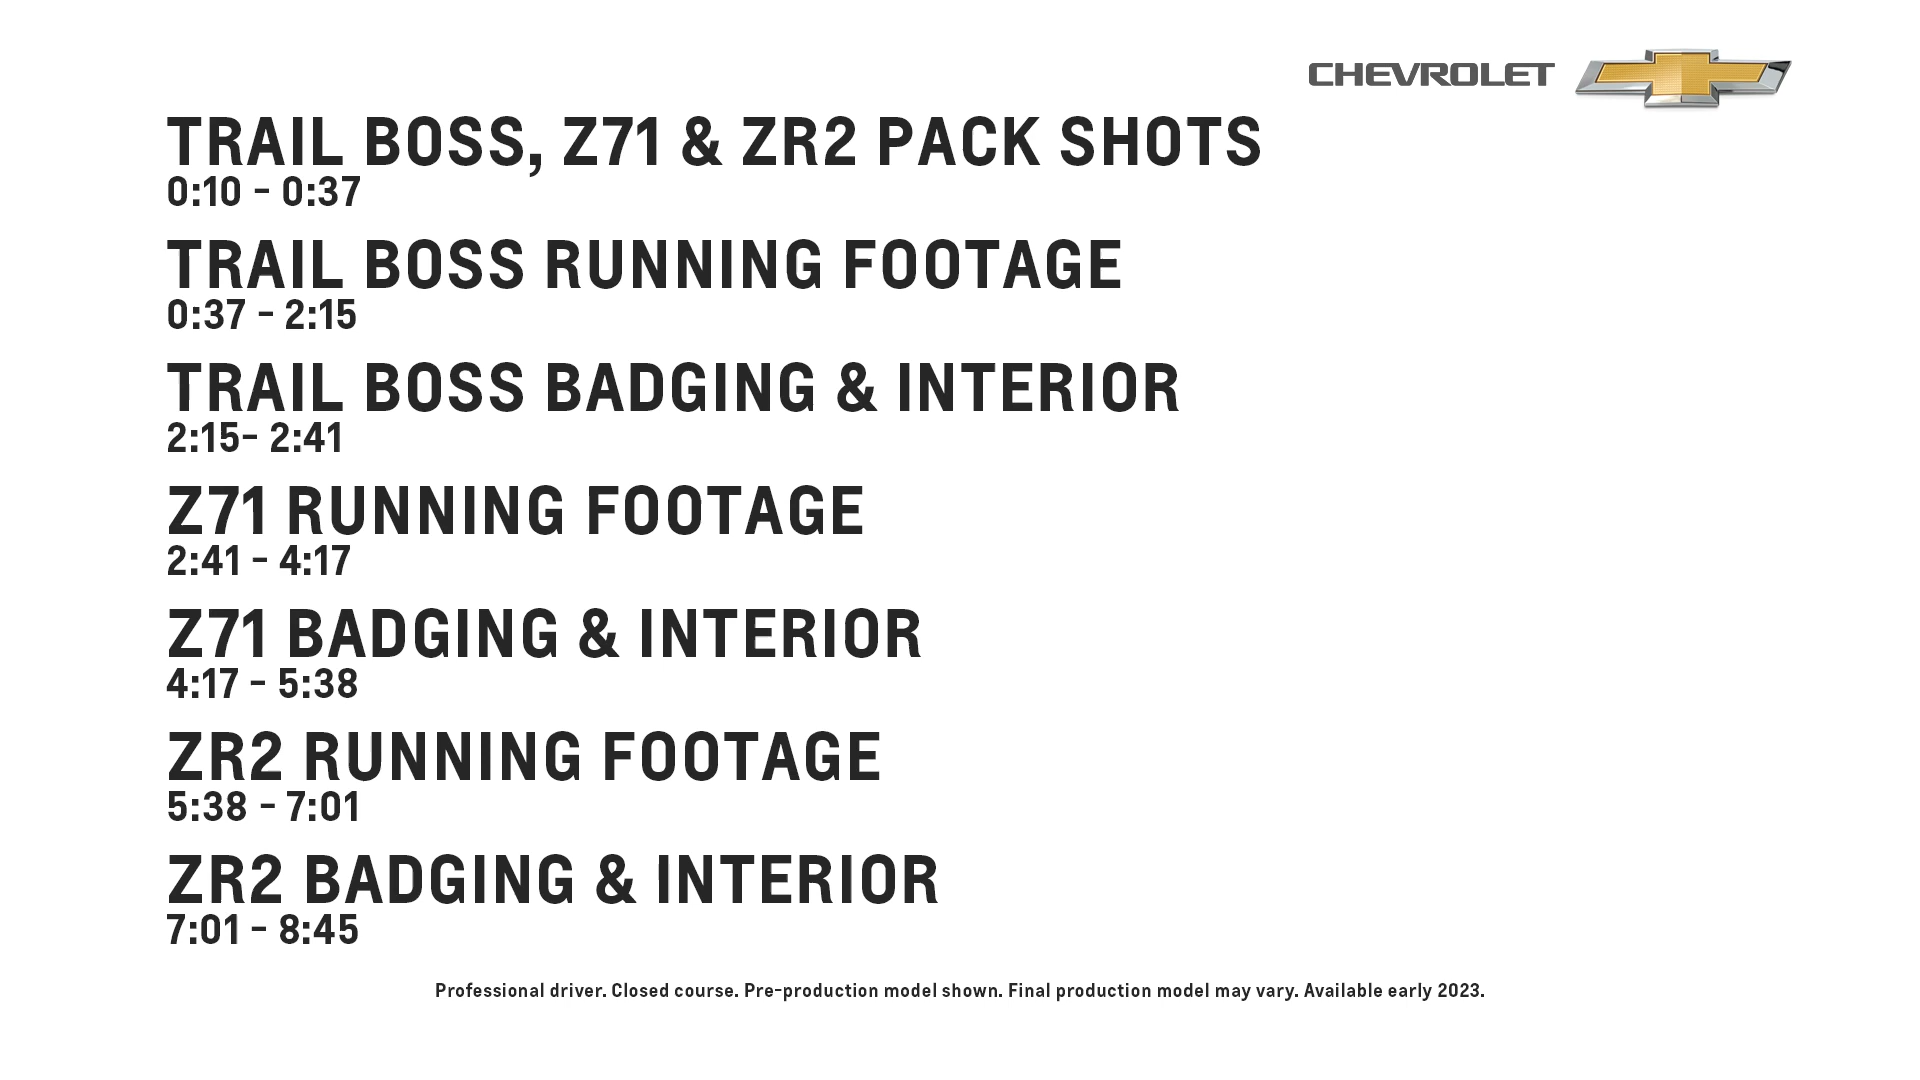 CHEVROLET
TRAIL BOSS, Z71 & ZR2 PACK SHOTS
0:10 - 0:37
TRAIL BOSS RUNNING FOOTAGE
0:37 - 2:15
TRAIL BOSS BADGING & INTERIOR
2:15- 2:41
Z71 RUNNING FOOTAGE
2:41 - 4:17
Z71 BADGING & INTERIOR
4:17 - 5:38
ZR2 RUNNING FOOTAGE
5:38 - 7:01
ZR2 BADGING & INTERIOR
7:01 - 8:45
Professional driver. Closed course. Pre-production model shown. Final production model may vary. Available early 2023.